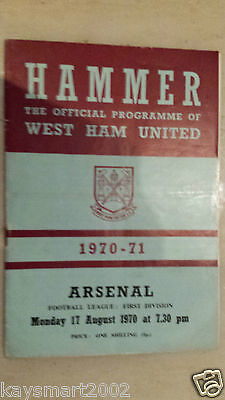 HAMMER
THE OFFICIAL PROGRAMME OF
WEST HAM UNITED
1970-71
ARSENAL
FOOTBALL LEAGUE: FIRST DIVISION
Monday 17 August 1970 at 7.30 pm
PRICE: ONE SHILLING (5p)
kaysmart2002